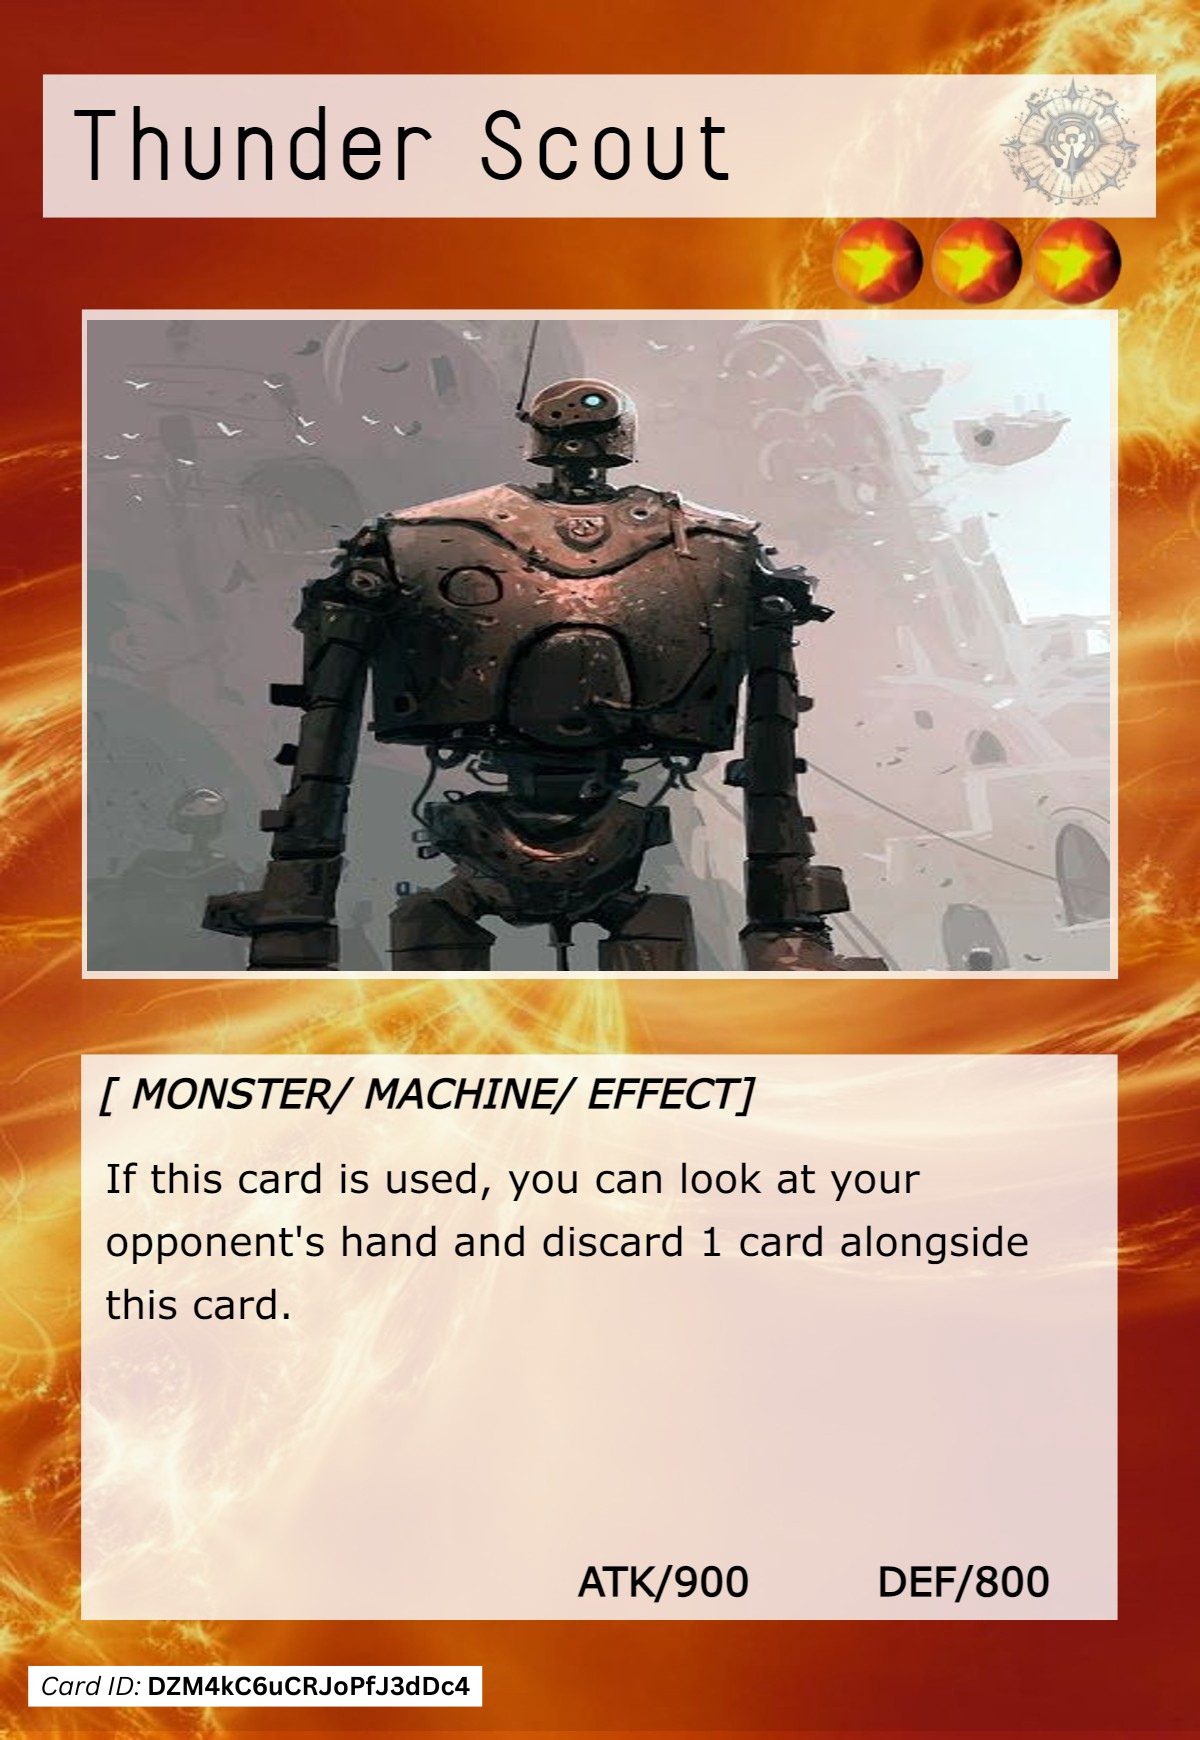 Thunder Scout
[ MONSTER/ MACHINE/ EFFECT]
If this card is used, you can look at your
opponent's hand and discard 1 card alongside
this card.
ATK/900 DEF/800
Card ID: DZM4kC6uCRJoPfJ3dDc4